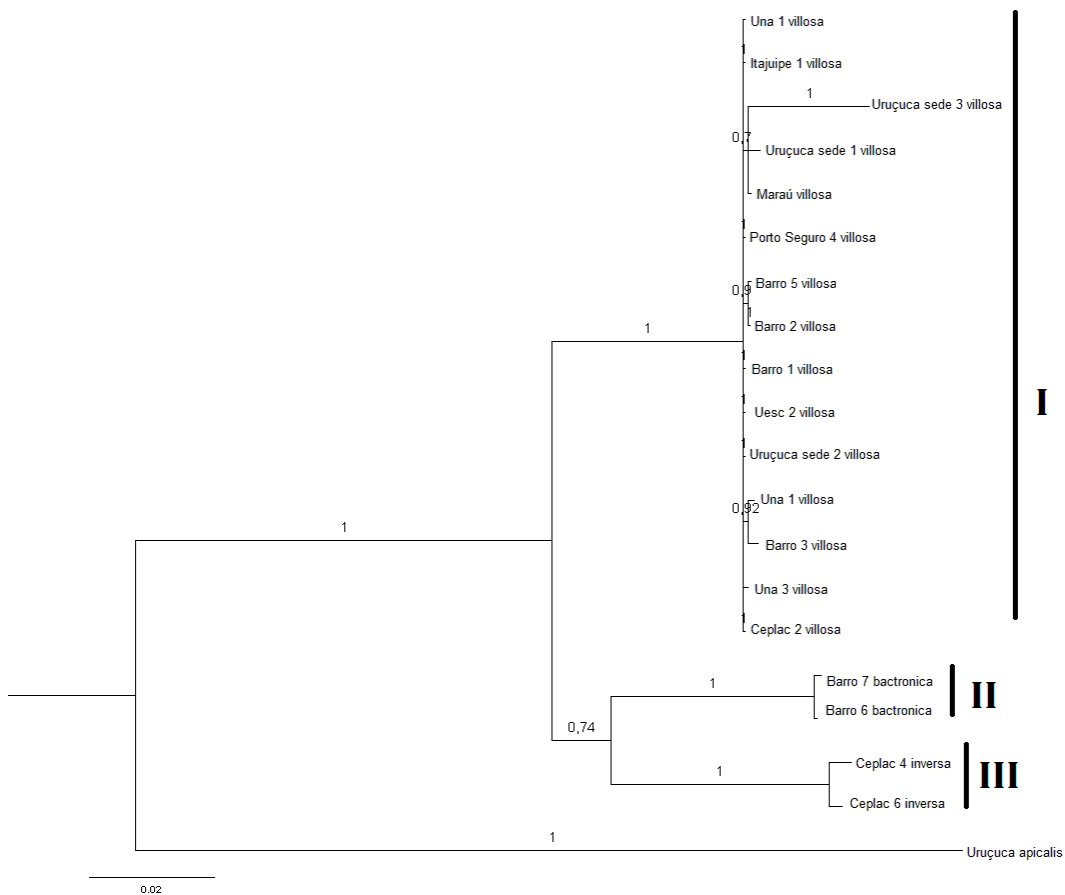 Una 1 villosa
1
Itajuipe 1 villosa
1
Uruçuca sede 3 villosa
0,7
Uruçuca sede 1 villosa
Maraú villosa
1
Porto Seguro 4 villosa
Barro 5 villosa
0,9
1
Barro 2 villosa
1
1
Barro 1 villosa
1
Uesc 2 villosa
I
1
Uruçuca sede 2 villosa
Una 1 villosa
0,92
1
Barro 3 villosa
Una 3 villosa
1
Ceplac 2 villosa
Barro 7 bactronica
1
II
Barro 6 bactronica
0,74
Ceplac 4 inversa
1
III
Ceplac 6 inversa
1
Uruçuca apicalis
0.02